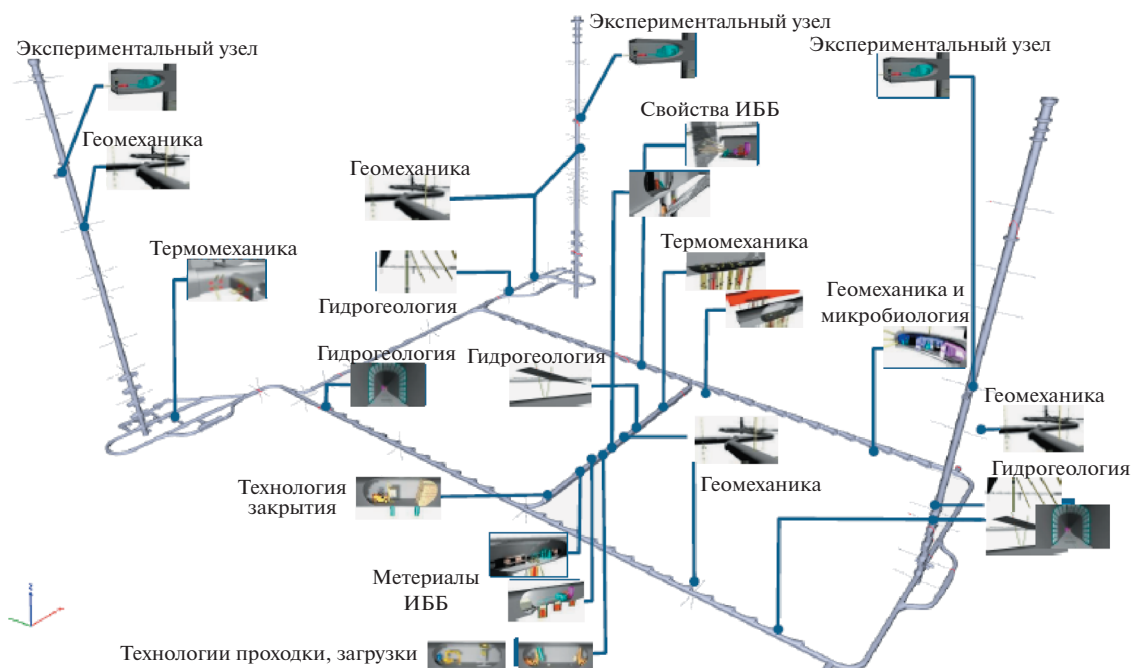 Экспериментальный узел
Экспериментальный узел
Экспериментальный узел
Свойства ИББ
Геомеханика
Геомеханика
Термомеханика
Термомеханика
Гидрогеология
Геомеханика и
микробиология
Гидрогеология
Гидрогеология
Геомеханика
Гидрогеология
Технология
закрытия
Геомеханика
Метериалы
ИББ
Технологии проходки, загрузки
z